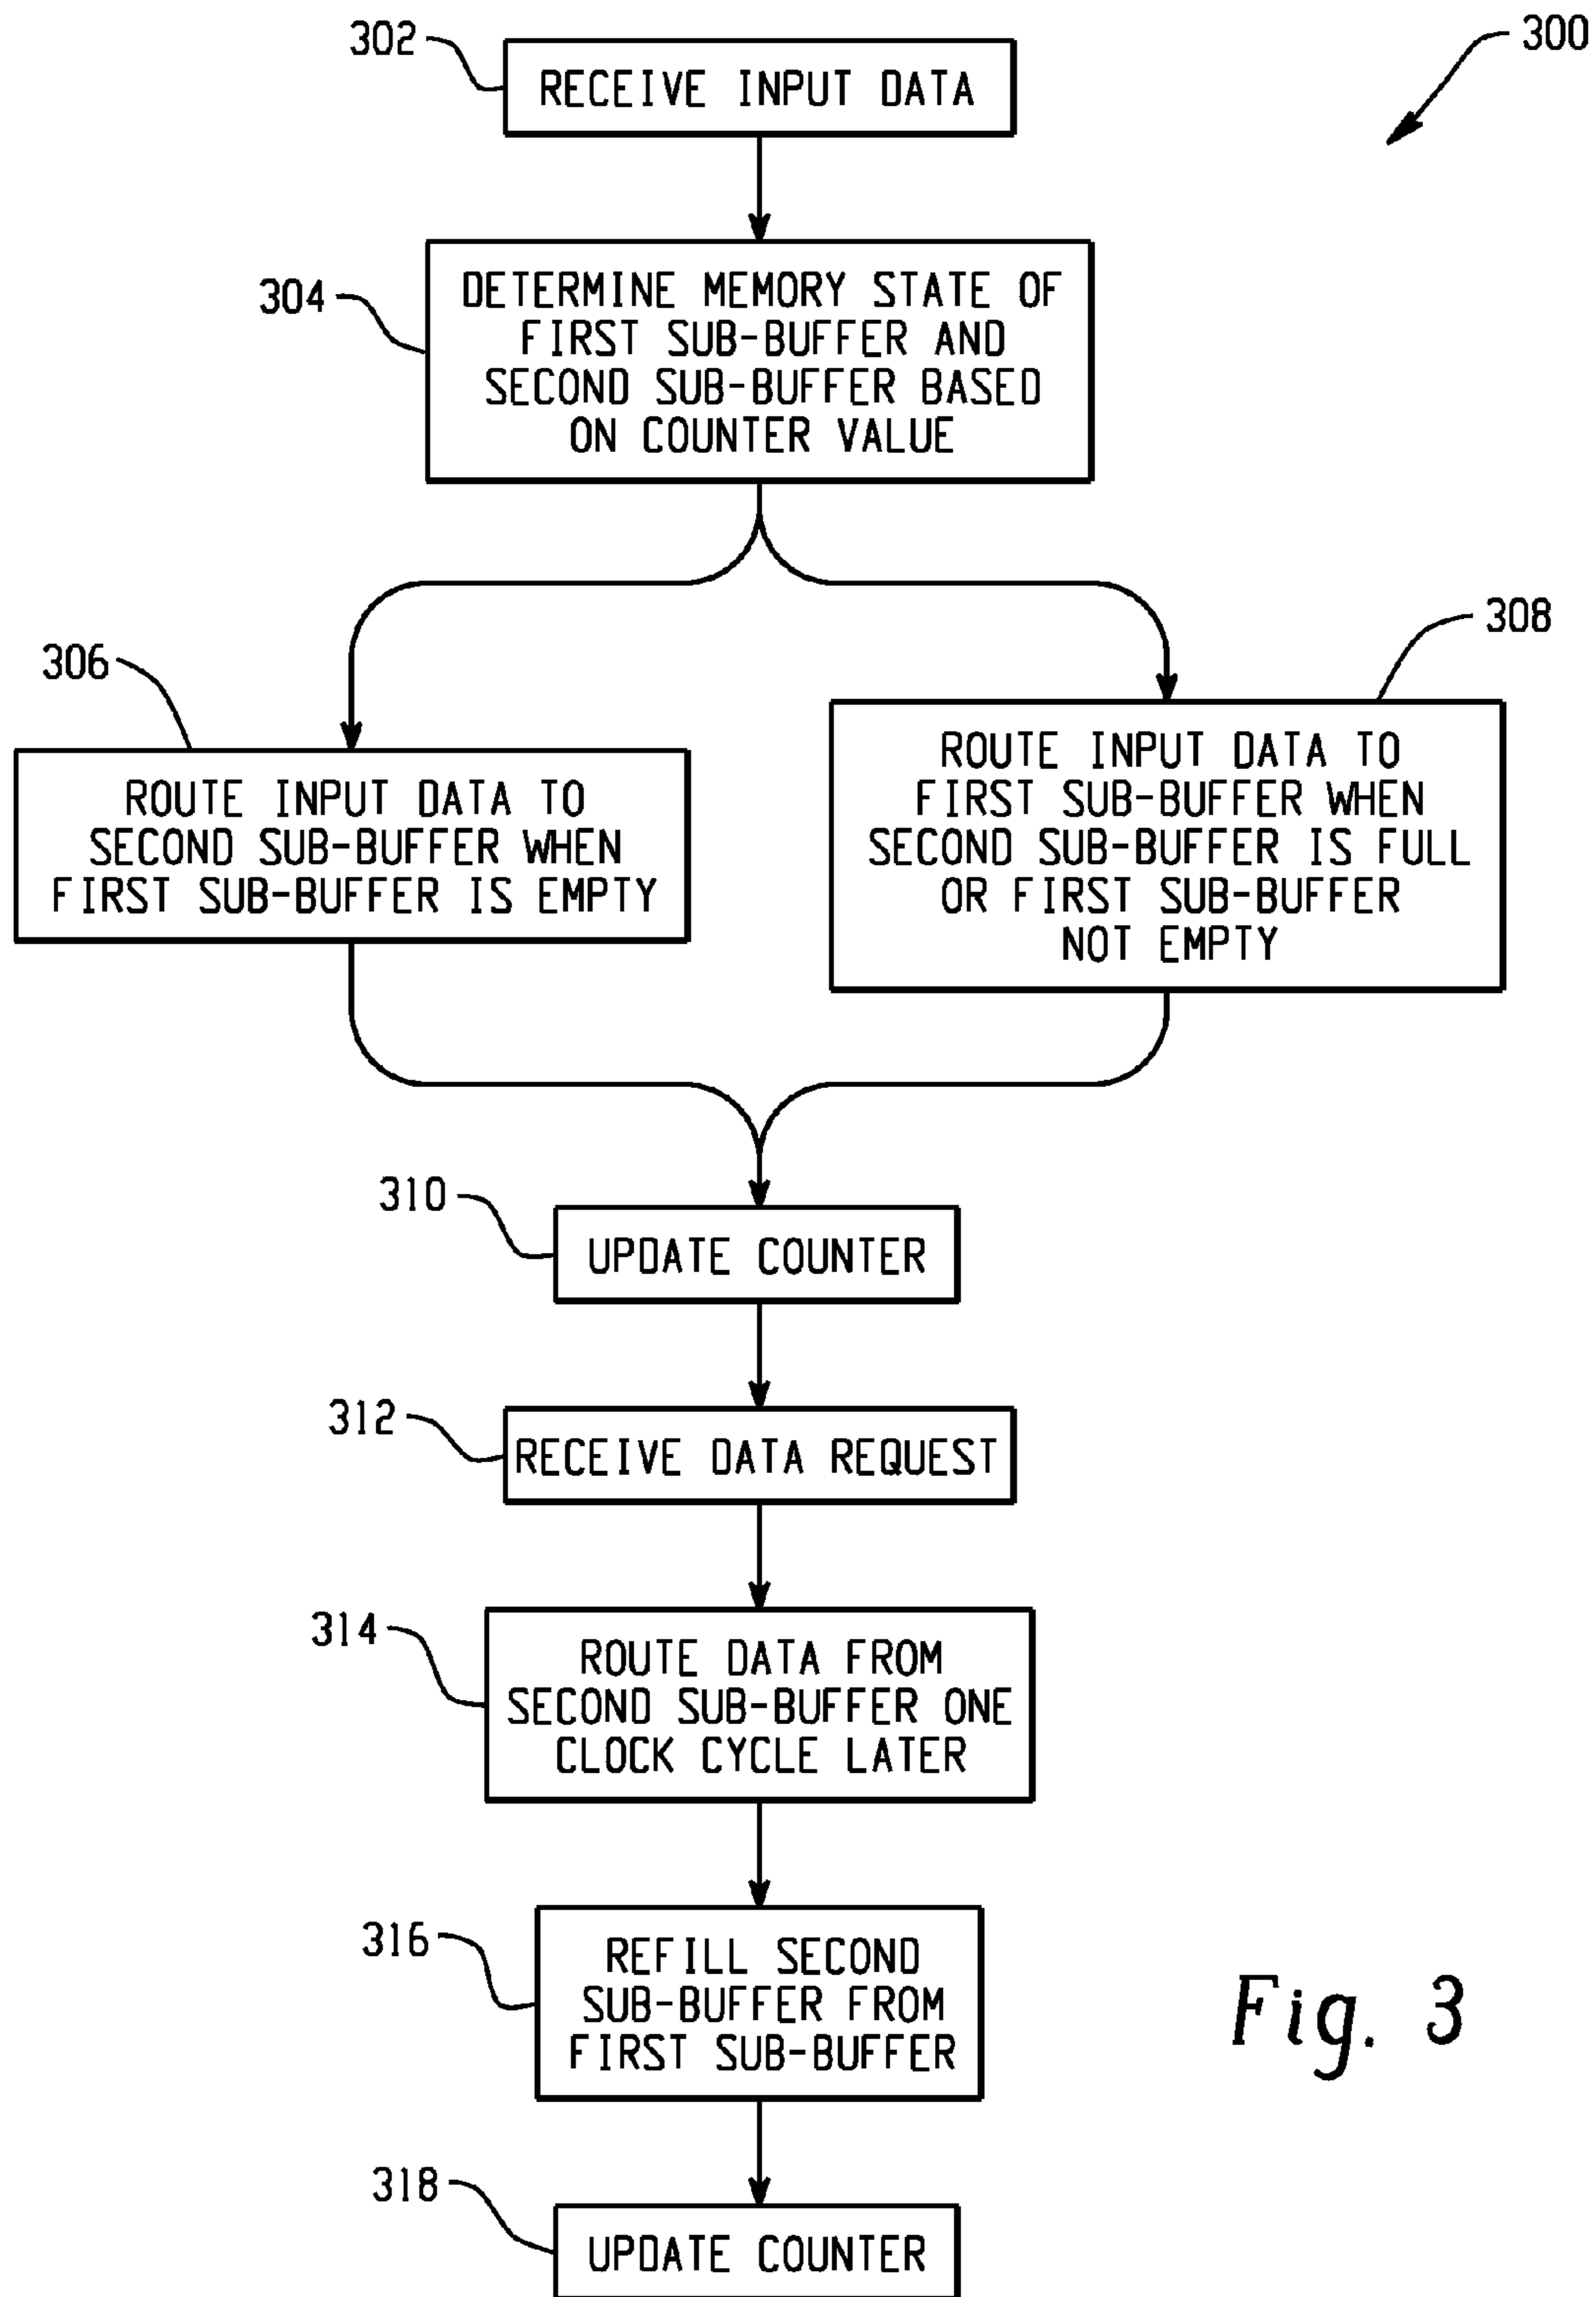 300
302
RECEIVE INPUT DATA
304
DETERMINE MEMORY STATE OF
FIRST SUB-BUFFER AND
SECOND SUB-BUFFER BASED
ON COUNTER VALUE
306
ROUTE INPUT DATA TO
SECOND SUB-BUFFER WHEN
FIRST SUB-BUFFER IS EMPTY
308
ROUTE INPUT DATA TO
FIRST SUB-BUFFER WHEN
SECOND SUB-BUFFER IS FULL
OR FIRST SUB-BUFFER
NOT EMPTY
310
UPDATE COUNTER
312
RECEIVE DATA REQUEST
314
ROUTE DATA FROM
SECOND SUB-BUFFER ONE
CLOCK CYCLE LATER
316
REFILL SECOND
SUB-BUFFER FROM
FIRST SUB-BUFFER
318
UPDATE COUNTER
Fig. 3